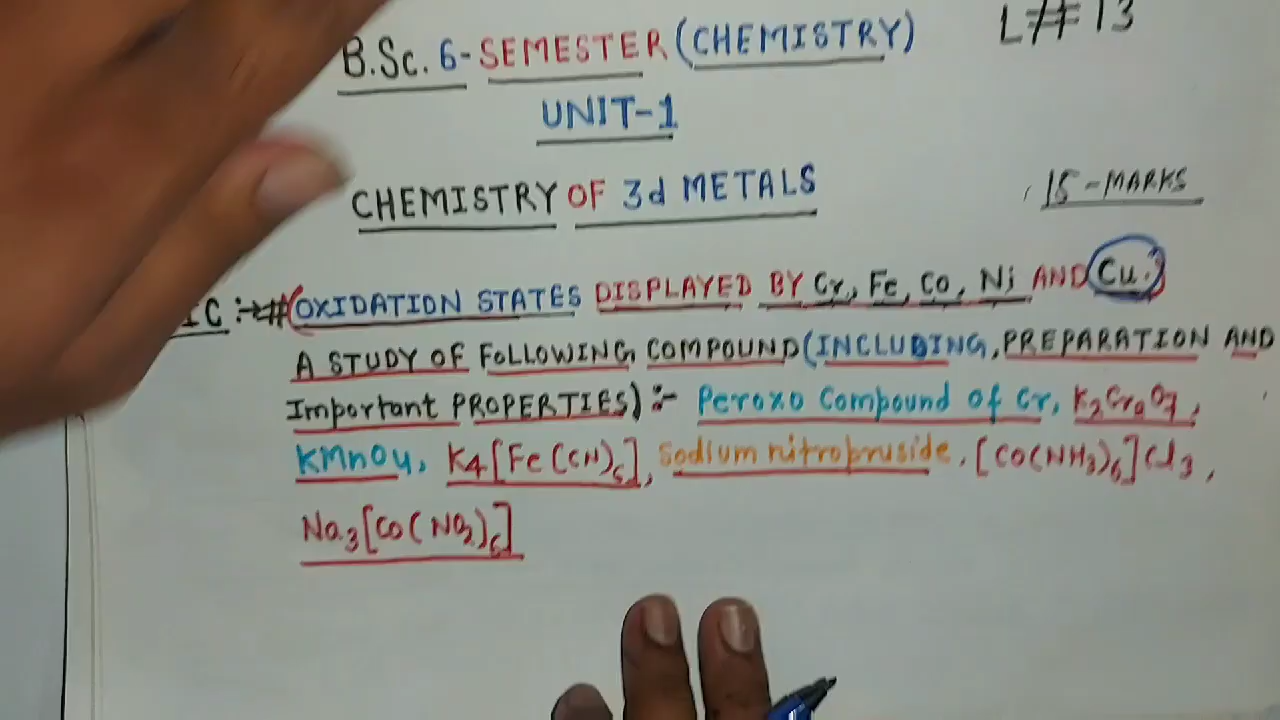 B.Sc. 6-SEMESTER (CHEMISTRY)
L##13
UNIT-1
CHEMISTRY OF 3d METALS
15-MARKS
IC :→# (OXIDATION STATES DISPLAYED BY Cr, Fe, Co, Ni AND Cu.)
A STUDY OF FOLLOWING COMPOUND (INCLUDING, PREPARATION AND
Important PROPERTIES) :- Peroxo Compound of Cr, K2Cr2O7,
KMnO4, K4[Fe(CN)6], Sodium nitropruside, [CO(NH3)6]Cl3,
Na3[Co(NO2)6]